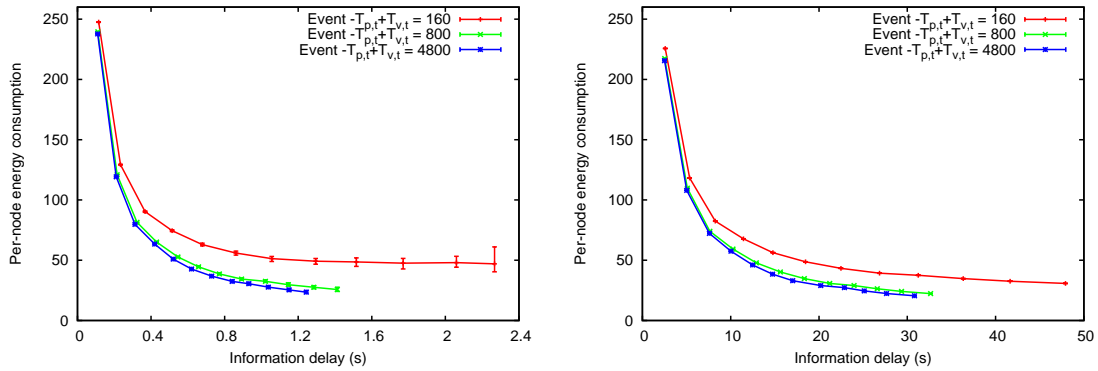 Event -Tp,t+Tv,t = 160
Event -Tp,t+Tv,t = 800
Event -Tp,t+Tv,t = 4800
250
200
150
100
50
0
Per-node energy consumption
0 0.4 0.8 1.2 1.6 2 2.4
Information delay (s)
Event -Tp,t+Tv,t = 160
Event -Tp,t+Tv,t = 800
Event -Tp,t+Tv,t = 4800
250
200
150
100
50
0
Per-node energy consumption
0 10 20 30 40 50
Information delay (s)